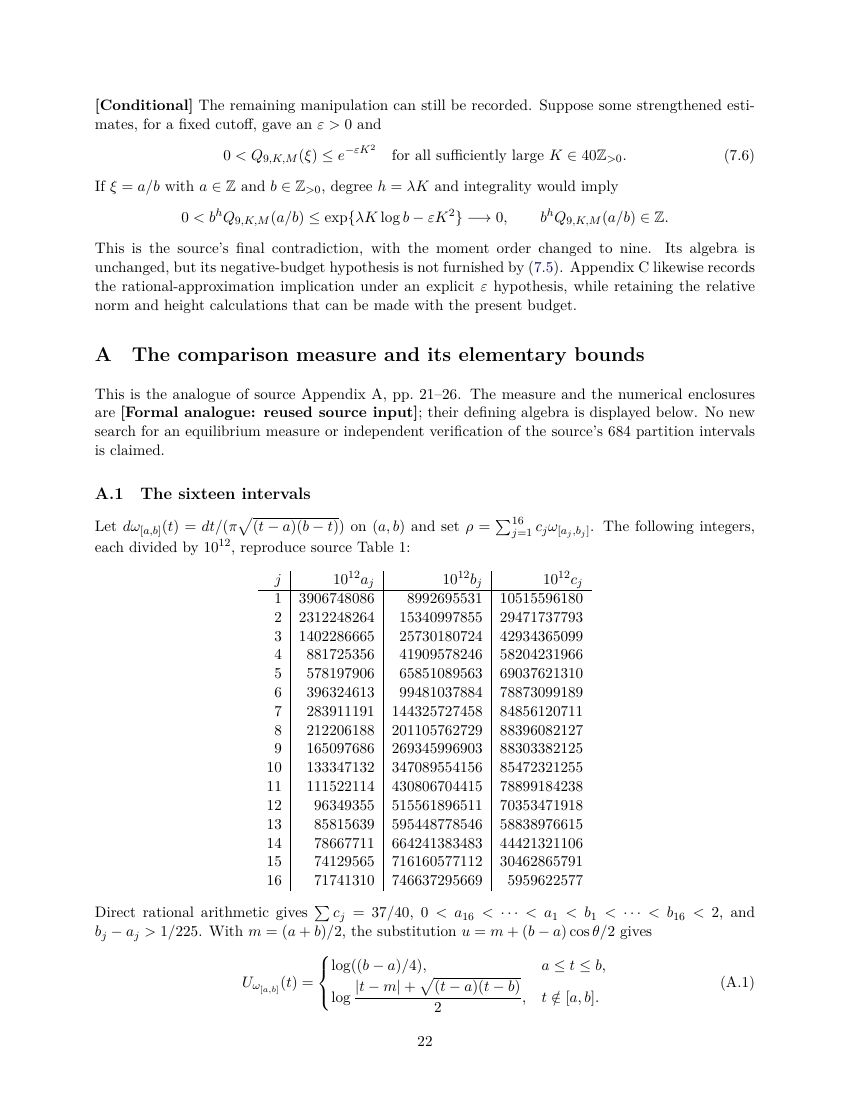 [Conditional] The remaining manipulation can still be recorded. Suppose some strengthened esti-
mates, for a fixed cutoff, gave an ε > 0 and
0 < Q_{9,K,M}(ξ) ≤ e^{−εK²} for all sufficiently large K ∈ 40ℤ_{>0}. (7.6)
If ξ = a/b with a ∈ ℤ and b ∈ ℤ_{>0}, degree h = λK and integrality would imply
0 < b^h Q_{9,K,M}(a/b) ≤ exp{λK log b − εK²} ⟶ 0, b^h Q_{9,K,M}(a/b) ∈ ℤ.
This is the source's final contradiction, with the moment order changed to nine. Its algebra is
unchanged, but its negative-budget hypothesis is not furnished by (7.5). Appendix C likewise records
the rational-approximation implication under an explicit ε hypothesis, while retaining the relative
norm and height calculations that can be made with the present budget.
A The comparison measure and its elementary bounds
This is the analogue of source Appendix A, pp. 21–26. The measure and the numerical enclosures
are [Formal analogue: reused source input]; their defining algebra is displayed below. No new
search for an equilibrium measure or independent verification of the source's 684 partition intervals
is claimed.
A.1 The sixteen intervals
Let dω_{[a,b]}(t) = dt/(π√((t − a)(b − t))) on (a, b) and set ρ = ∑_{j=1}^{16} c_j ω_{[a_j,b_j]}. The following integers,
each divided by 10^{12}, reproduce source Table 1:
j 10^{12}a_j 10^{12}b_j 10^{12}c_j
1 3906748086 8992695531 10515596180
2 2312248264 15340997855 29471737793
3 1402286665 25730180724 42934365099
4 881725356 41909578246 58204231966
5 578197906 65851089563 69037621310
6 396324613 99481037884 78873099189
7 283911191 144325727458 84856120711
8 212206188 201105762729 88396082127
9 165097686 269345996903 88303382125
10 133347132 347089554156 85472321255
11 111522114 430806704415 78899184238
12 96349355 515561896511 70353471918
13 85815639 595448778546 58838976615
14 78667711 664241383483 44421321106
15 74129565 716160577112 30462865791
16 71741310 746637295669 5959622577
Direct rational arithmetic gives ∑ c_j = 37/40, 0 < a_{16} < ⋯ < a_1 < b_1 < ⋯ < b_{16} < 2, and
b_j − a_j > 1/225. With m = (a + b)/2, the substitution u = m + (b − a) cos θ/2 gives
U_{ω_{[a,b]}}(t) = { log((b − a)/4), a ≤ t ≤ b,
log (|t − m| + √((t − a)(t − b)))/2, t ∉ [a, b]. (A.1)
22